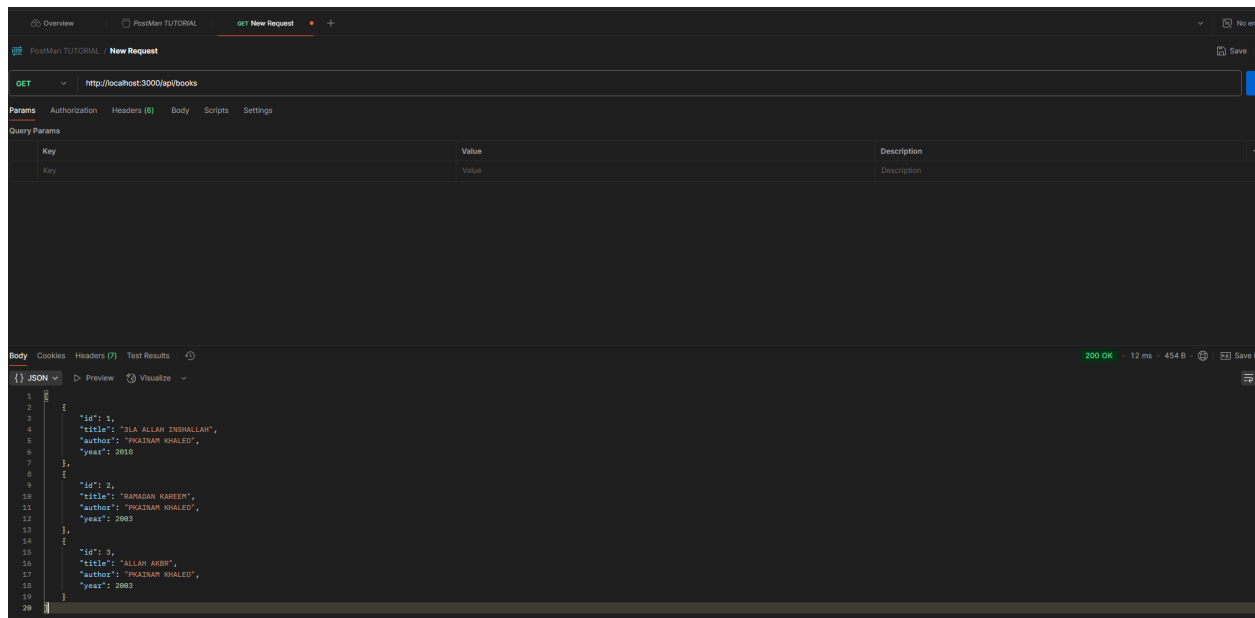 Overview PostMan TUTORIAL GET New Request
No en
PostMan TUTORIAL / New Request
Save
GET http://localhost:3000/api/books
Params Authorization Headers (6) Body Scripts Settings
Query Params
Key Value Description
Key Value Description
Body Cookies Headers (7) Test Results
200 OK 12 ms 454 B Save
{} JSON Preview Visualize
1 [
2 {
3 "id": 1,
4 "title": "3LA ALLAH INSHALLAH",
5 "author": "PKAINAM KHALED",
6 "year": 2018
7 },
8 {
9 "id": 2,
10 "title": "RAMADAN KAREEM",
11 "author": "PKAINAM KHALED",
12 "year": 2003
13 },
14 {
15 "id": 3,
16 "title": "ALLAH AKBR",
17 "author": "PKAINAM KHALED",
18 "year": 2003
19 }
20 ]